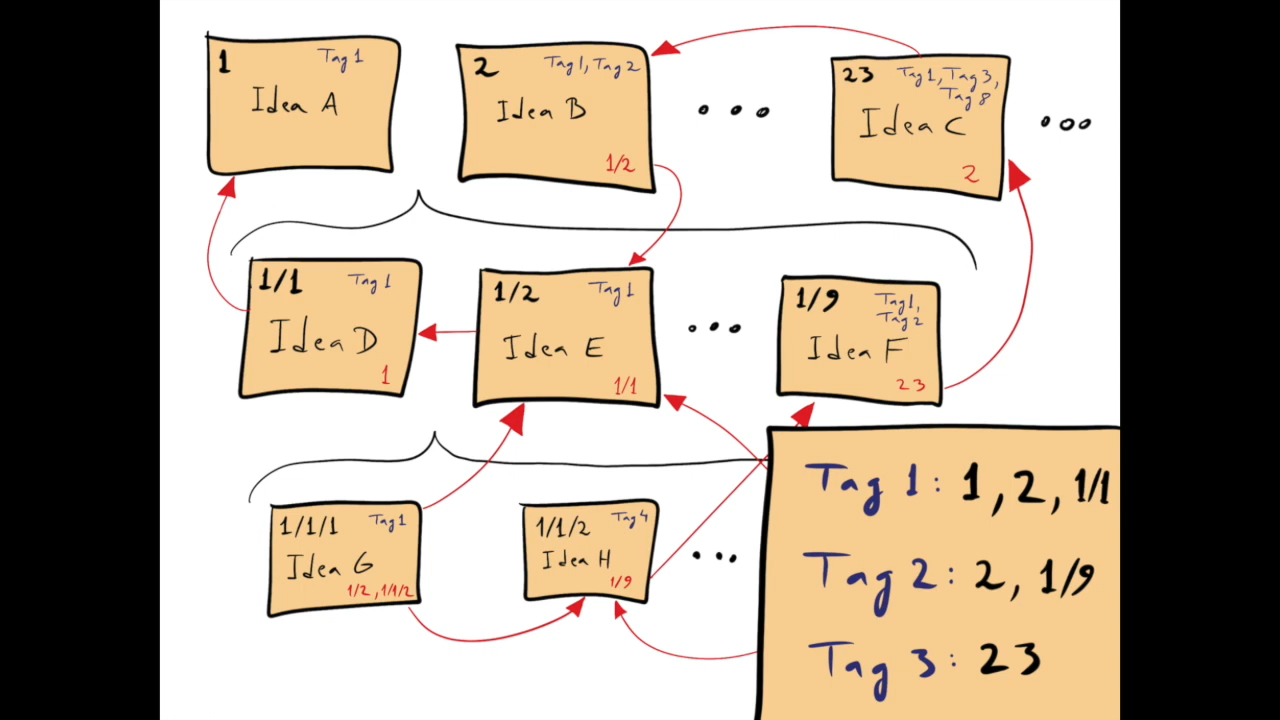 1 Tag 1
Idea A
2 Tag 1, Tag 2
Idea B
1/2
23 Tag 1, Tag 3,
Tag 8
Idea C
2
1/1 Tag 1
Idea D
1
1/2 Tag 1
Idea E
1/1
1/9 Tag 1,
Tag 2
Idea F
23
1/1/1 Tag 1
Idea G
1/2, 1/1/2
1/1/2 Tag 4
Idea H
1/9
Tag 1: 1, 2, 1/1
Tag 2: 2, 1/9
Tag 3: 23